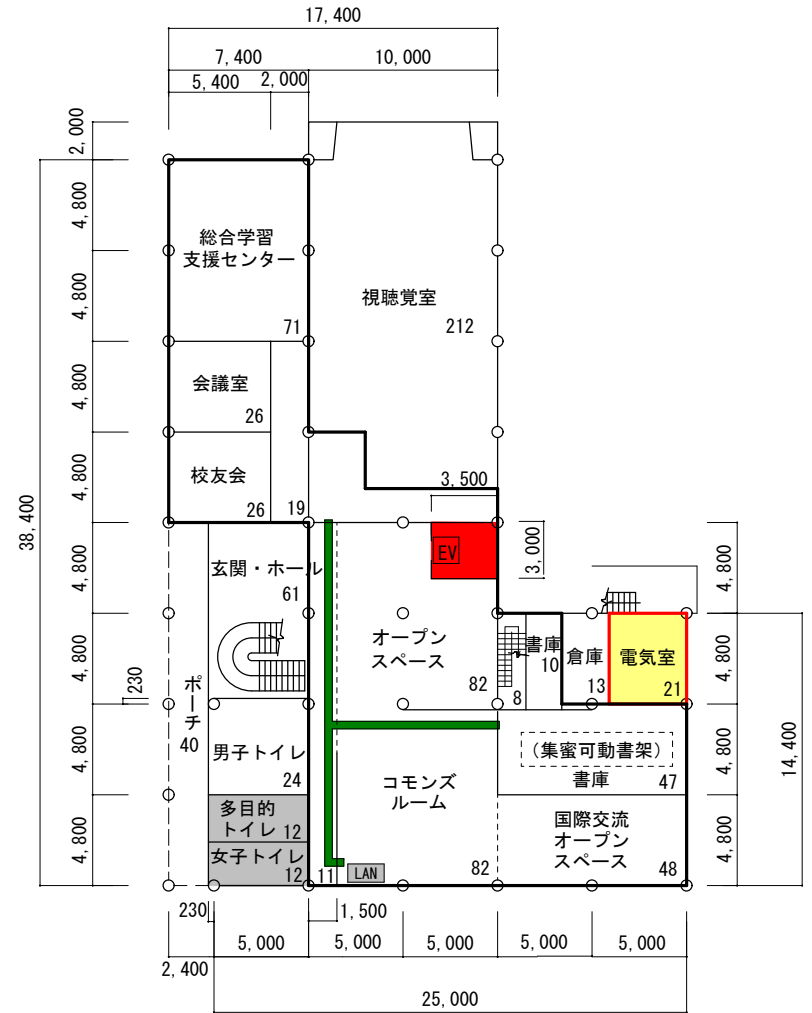 17,400
7,400
10,000
5,400
2,000
2,000
4,800
4,800
4,800
4,800
4,800
4,800
4,800
4,800
38,400
総合学習
支援センター
71
視聴覚室
212
会議室
26
校友会
26
19
3,500
EV
3,000
玄関・ホール
61
オープン
スペース
82
8
書庫
10
倉庫
13
電気室
21
4,800
4,800
4,800
4,800
14,400
230
ポーチ
40
男子トイレ
24
多目的
トイレ 12
女子トイレ
12
11
LAN
コモンズ
ルーム
82
(集蜜可動書架)
書庫
47
国際交流
オープン
スペース
48
230
1,500
5,000
5,000
5,000
5,000
5,000
2,400
25,000